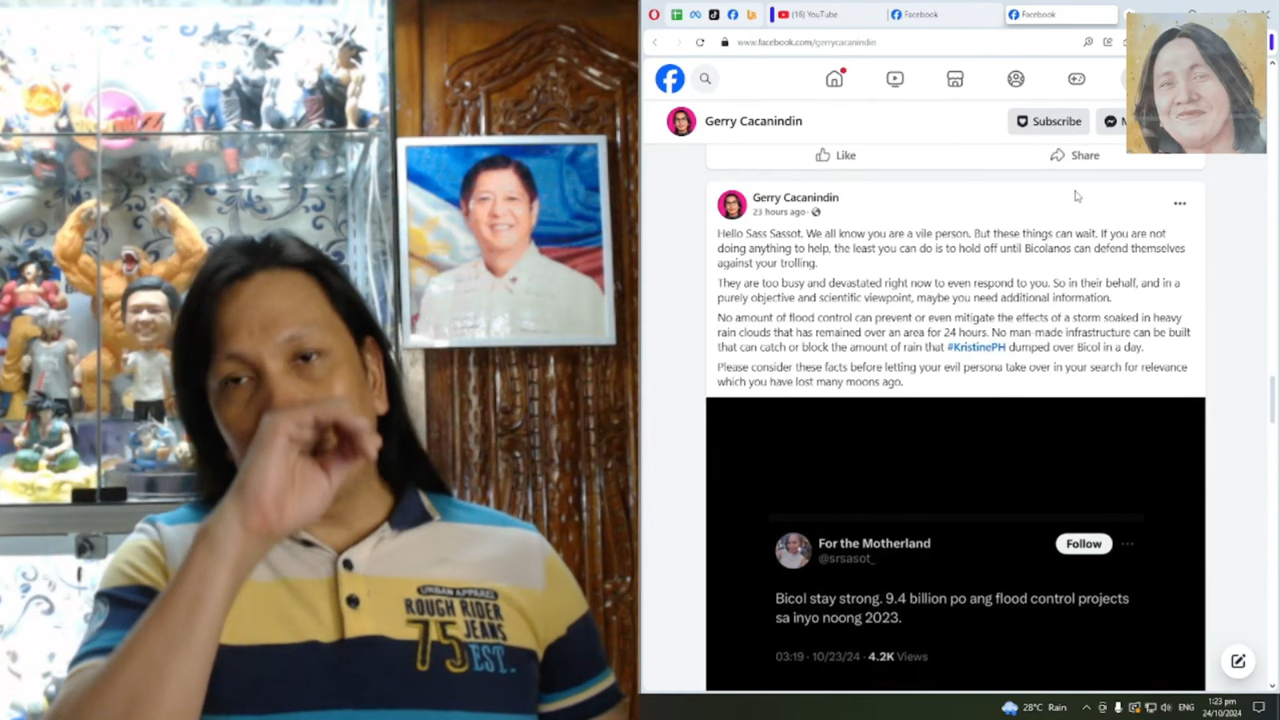 (16) YouTube
Facebook
Facebook
www.facebook.com/gerrycacanindin
Gerry Cacanindin
Subscribe
Like
Share
Gerry Cacanindin
23 hours ago
Hello Sass Sassot. We all know you are a vile person. But these things can wait. If you are not
doing anything to help, the least you can do is to hold off until Bicolanos can defend themselves
against your trolling.
They are too busy and devastated right now to even respond to you. So in their behalf, and in a
purely objective and scientific viewpoint, maybe you need additional information.
No amount of flood control can prevent or even mitigate the effects of a storm soaked in heavy
rain clouds that has remained over an area for 24 hours. No man-made infrastructure can be built
that can catch or block the amount of rain that #KristinePH dumped over Bicol in a day.
Please consider these facts before letting your evil persona take over in your search for relevance
which you have lost many moons ago.
For the Motherland
@srsasot_
Follow
Bicol stay strong. 9.4 billion po ang flood control projects
sa inyo noong 2023.
03:19 · 10/23/24 · 4.2K Views
URBAN APPAREL
ROUGH RIDER
75 JEANS
EST.
28°C Rain
ENG
1:23 pm
24/10/2024